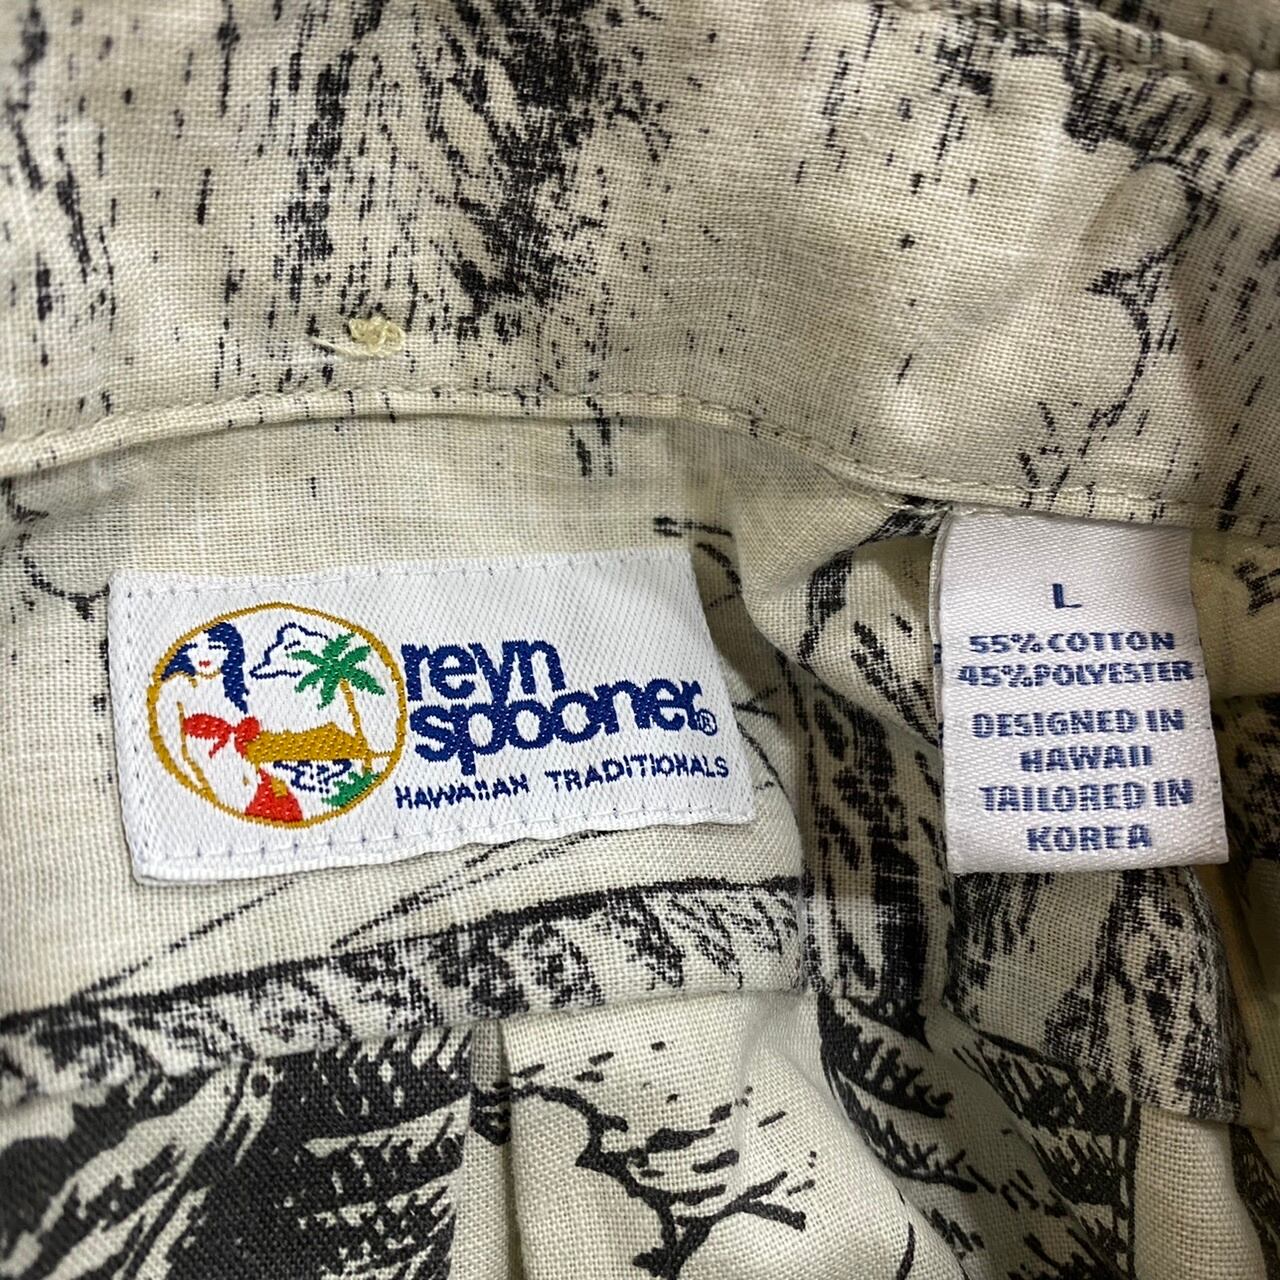 reyn
spooner®
HAWAIIAN TRADITIONALS
L
55% COTTON
45% POLYESTER
DESIGNED IN
HAWAII
TAILORED IN
KOREA